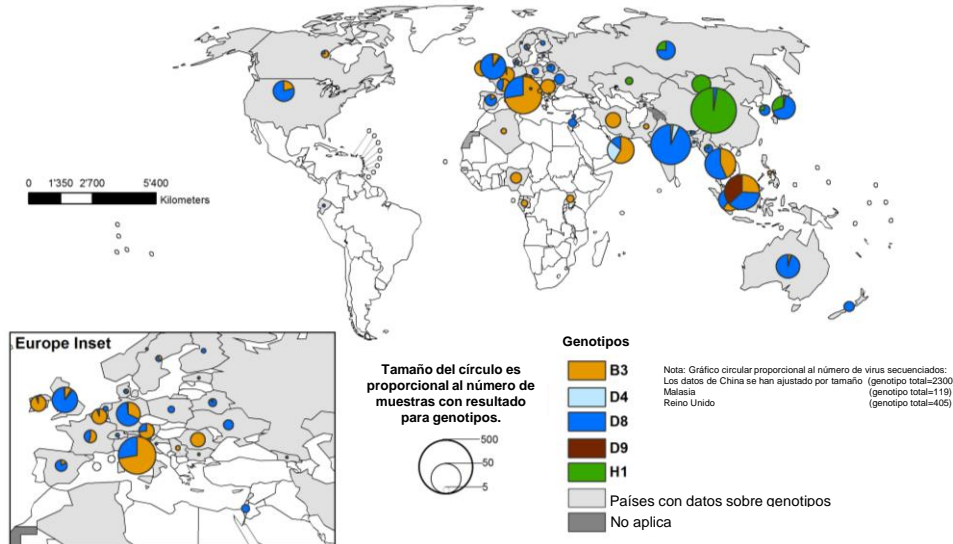 0 1'350 2'700 5'400
Kilometers
Europe Inset
Tamaño del círculo es
proporcional al número de
muestras con resultado
para genotipos.
500
50
5
Genotipos
B3
D4
D8
D9
H1
Países con datos sobre genotipos
No aplica
Nota: Gráfico circular proporcional al número de virus secuenciados:
Los datos de China se han ajustado por tamaño (genotipo total=2300
Malasia (genotipo total=119)
Reino Unido (genotipo total=405)